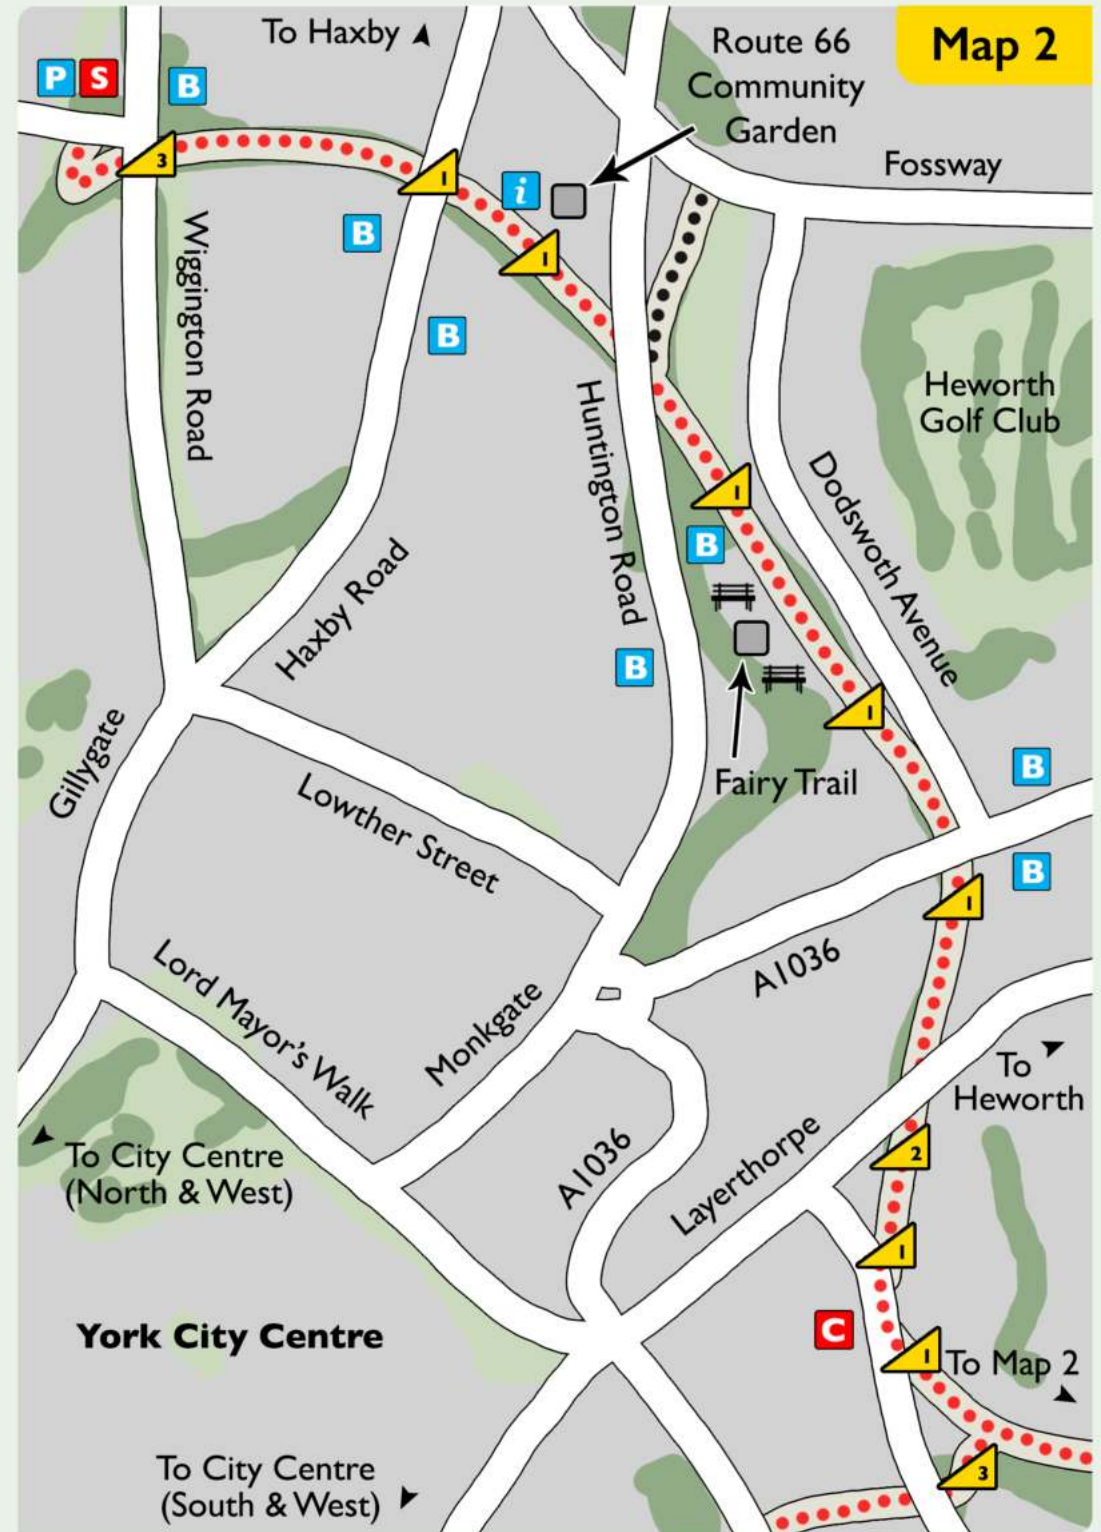 To Haxby
Map 2
Route 66
Community
Garden
P
S
B
3
1
Fossway
i
B
1
Wiggington Road
B
Heworth
Golf Club
Huntington Road
Dodswoth Avenue
1
B
Haxby Road
B
1
Gillygate
Fairy Trail
B
Lowther Street
B
1
Lord Mayor's Walk
A1036
Monkgate
To
Heworth
To City Centre
(North & West)
A1036
Layerthorpe
2
1
York City Centre
C
1
To Map 2
3
To City Centre
(South & West)